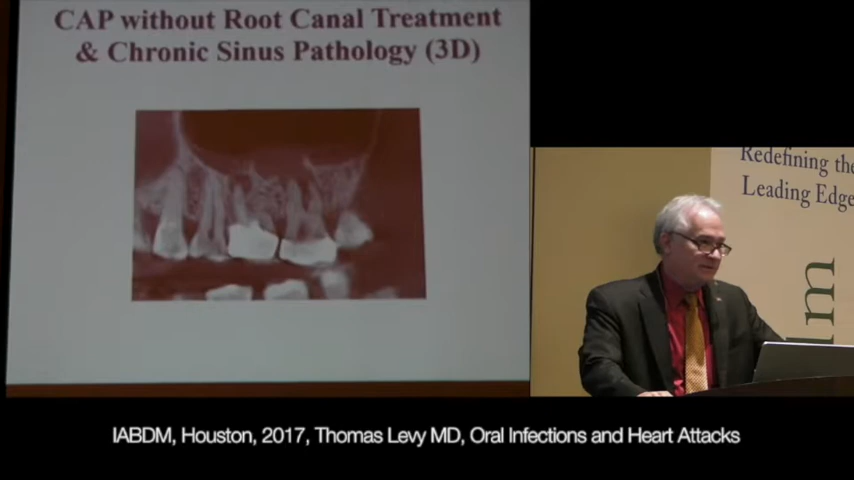 CAP without Root Canal Treatment
& Chronic Sinus Pathology (3D)
Redefining the
Leading Edge
m
IABDM, Houston, 2017, Thomas Levy MD, Oral Infections and Heart Attacks